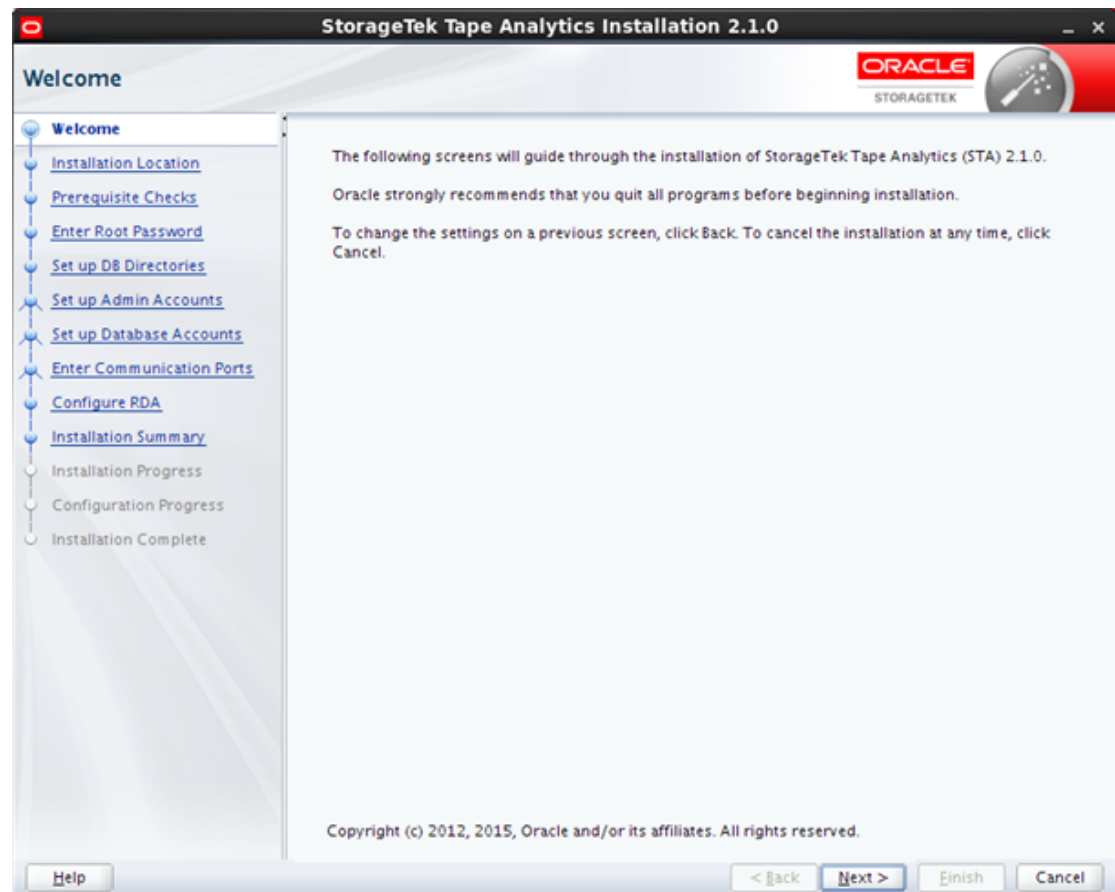 StorageTek Tape Analytics Installation 2.1.0
Welcome
ORACLE
STORAGETEK
Welcome
Installation Location
Prerequisite Checks
Enter Root Password
Set up DB Directories
Set up Admin Accounts
Set up Database Accounts
Enter Communication Ports
Configure RDA
Installation Summary
Installation Progress
Configuration Progress
Installation Complete
The following screens will guide through the installation of StorageTek Tape Analytics (STA) 2.1.0.
Oracle strongly recommends that you quit all programs before beginning installation.
To change the settings on a previous screen, click Back. To cancel the installation at any time, click
Cancel.
Copyright (c) 2012, 2015, Oracle and/or its affiliates. All rights reserved.
Help
< Back
Next >
Finish
Cancel